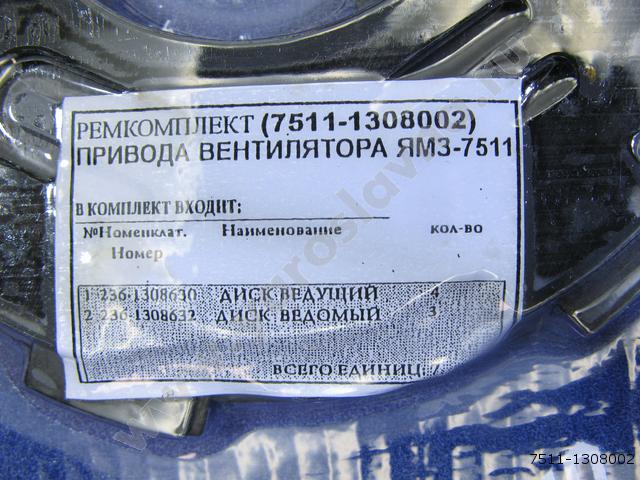 РЕМКОМПЛЕКТ (7511-1308002)
ПРИВОДА ВЕНТИЛЯТОРА ЯМЗ-7511
В КОМПЛЕКТ ВХОДИТ:
№Номенклат. Наименование кол-во
Номер
1 236-1308630 ДИСК ВЕДУЩИЙ 4
2 236-1308632 ДИСК ВЕДОМЫЙ 3
ВСЕГО ЕДИНИЦ: 7
7511-1308002